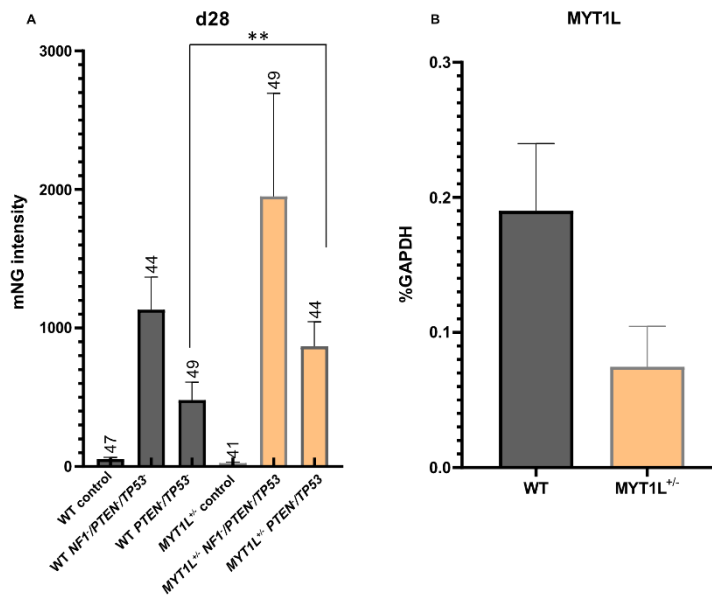 A
d28
**
3000
2000
1000
0
mNG intensity
47
44
49
41
49
44
WT control
WT NF1-/PTEN-/TP53-
WT PTEN-/TP53-
MYT1L+/- control
MYT1L+/- NF1-/PTEN-/TP53
MYT1L+/- PTEN-/TP53
B
MYT1L
0.3
0.2
0.1
0.0
%GAPDH
WT
MYT1L+/-